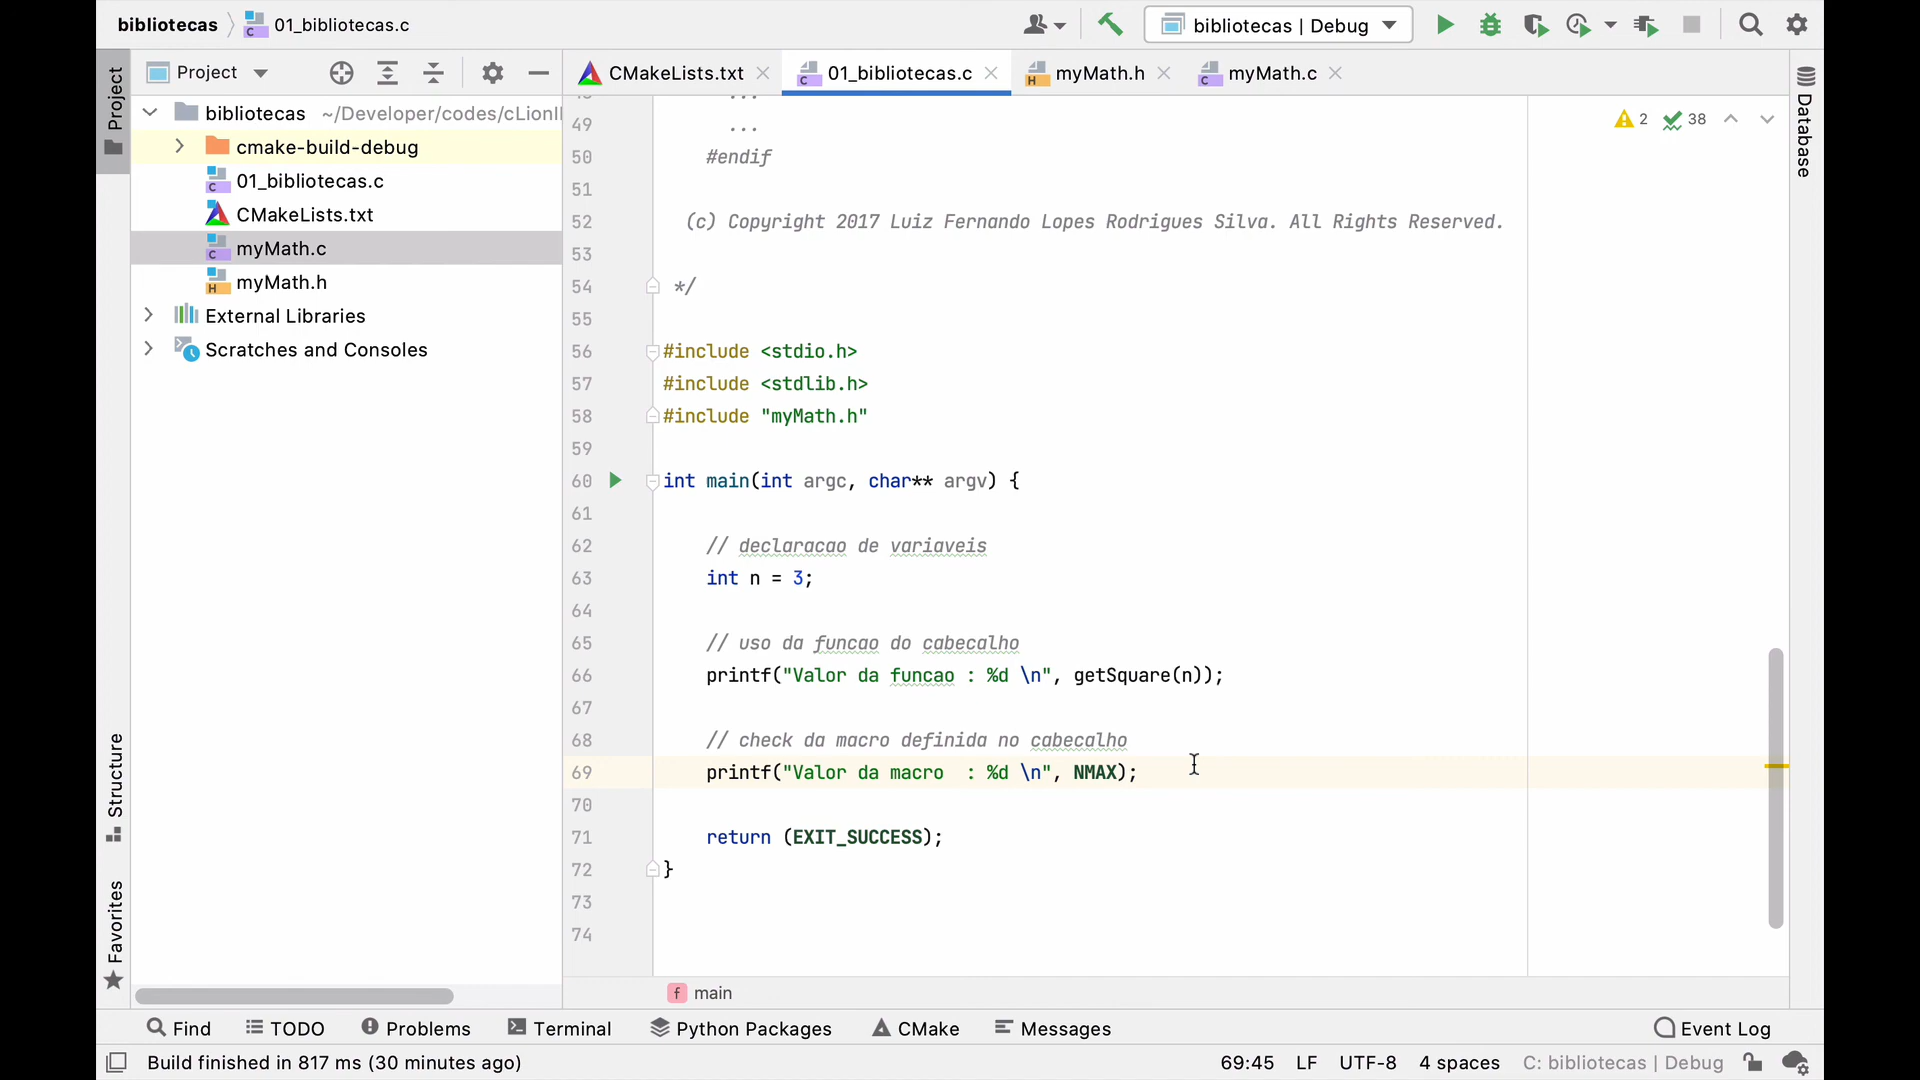 bibliotecas 01_bibliotecas.c
bibliotecas | Debug
Project
Project
CMakeLists.txt
01_bibliotecas.c
myMath.h
myMath.c
Database
bibliotecas ~/Developer/codes/cLionI
cmake-build-debug
01_bibliotecas.c
CMakeLists.txt
myMath.c
myMath.h
External Libraries
Scratches and Consoles
2 38
49 ...
50 #endif
51
52 (c) Copyright 2017 Luiz Fernando Lopes Rodrigues Silva. All Rights Reserved.
53
54 */
55
56 #include <stdio.h>
57 #include <stdlib.h>
58 #include "myMath.h"
59
60 int main(int argc, char** argv) {
61
62 // declaracao de variaveis
63 int n = 3;
64
65 // uso da funcao do cabecalho
66 printf("Valor da funcao : %d \n", getSquare(n));
67
68 // check da macro definida no cabecalho
69 printf("Valor da macro  : %d \n", NMAX);
70
71 return (EXIT_SUCCESS);
72 }
73
74
Structure
Favorites
f main
Find TODO Problems Terminal Python Packages CMake Messages Event Log
Build finished in 817 ms (30 minutes ago) 69:45 LF UTF-8 4 spaces C: bibliotecas | Debug